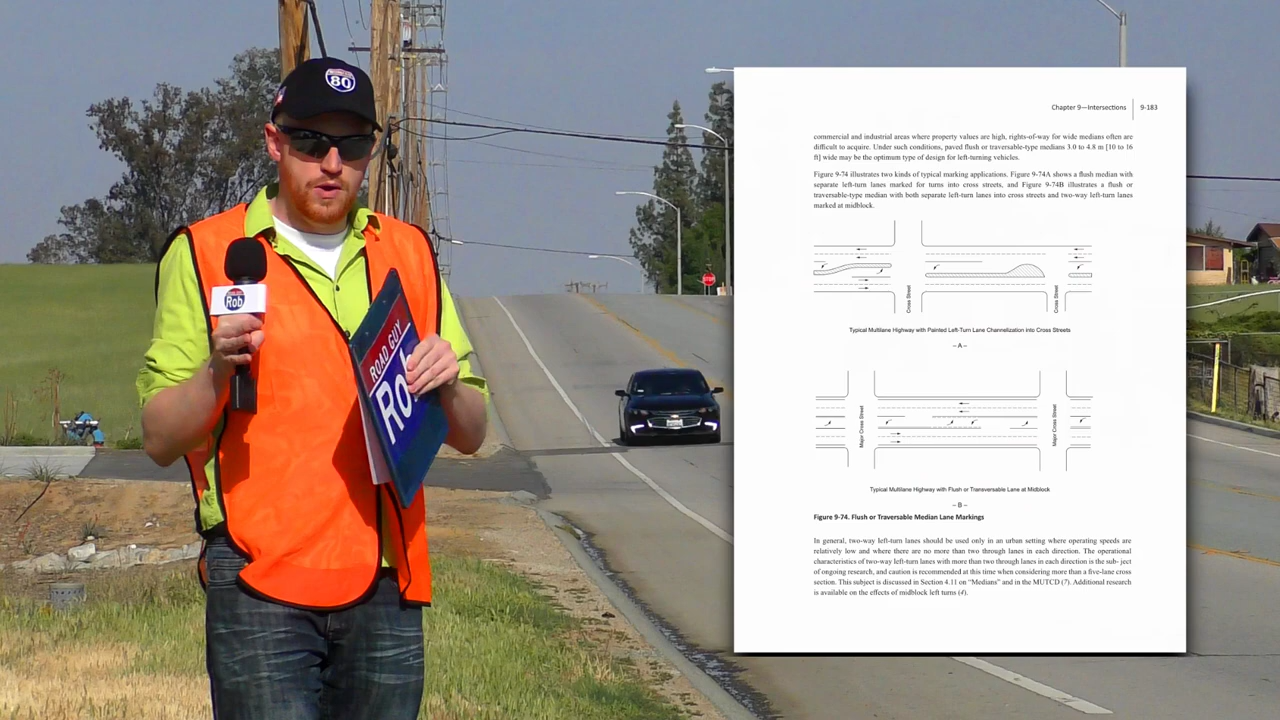 80
Rob
ROAD GUY
Rob
Chapter 9—Intersections 9-183
commercial and industrial areas where property values are high, rights-of-way for wide medians often are
difficult to acquire. Under such conditions, paved flush or traversable-type medians 3.0 to 4.8 m [10 to 16
ft] wide may be the optimum type of design for left-turning vehicles.
Figure 9-74 illustrates two kinds of typical marking applications. Figure 9-74A shows a flush median with
separate left-turn lanes marked for turns into cross streets, and Figure 9-74B illustrates a flush or
traversable-type median with both separate left-turn lanes into cross streets and two-way left-turn lanes
marked at midblock.
Cross Street
Cross Street
Typical Multilane Highway with Painted Left-Turn Lane Channelization into Cross Streets
– A –
Major Cross Street
Major Cross Street
Typical Multilane Highway with Flush or Transversable Lane at Midblock
– B –
Figure 9-74. Flush or Traversable Median Lane Markings
In general, two-way left-turn lanes should be used only in an urban setting where operating speeds are
relatively low and where there are no more than two through lanes in each direction. The operational
characteristics of two-way left-turn lanes with more than two through lanes in each direction is the sub- ject
of ongoing research, and caution is recommended at this time when considering more than a five-lane cross
section. This subject is discussed in Section 4.11 on “Medians” and in the MUTCD (7). Additional research
is available on the effects of midblock left turns (4).